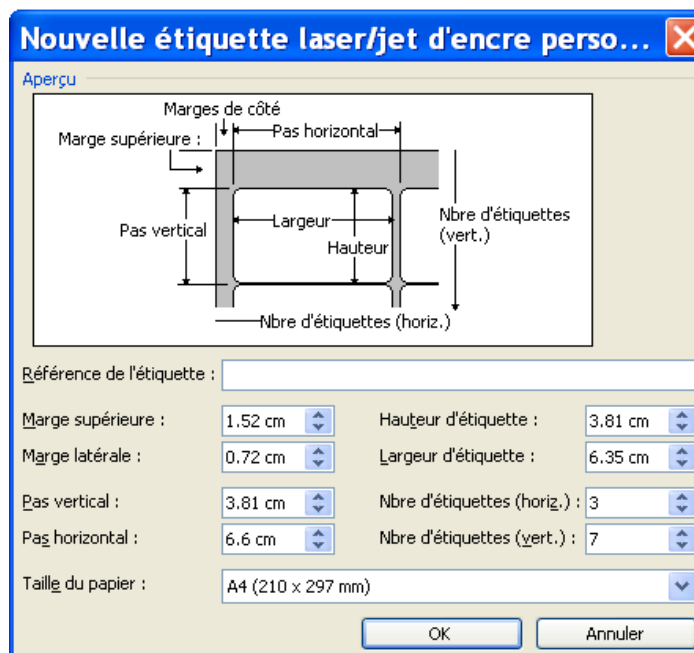 Nouvelle étiquette laser/jet d'encre perso...
Aperçu
Marges de côté
Pas horizontal
Marge supérieure :
Pas vertical
Largeur
Hauteur
Nbre d'étiquettes
(vert.)
Nbre d'étiquettes (horiz.)
Référence de l'étiquette :
Marge supérieure : 1.52 cm Hauteur d'étiquette : 3.81 cm
Marge latérale : 0.72 cm Largeur d'étiquette : 6.35 cm
Pas vertical : 3.81 cm Nbre d'étiquettes (horiz.) : 3
Pas horizontal : 6.6 cm Nbre d'étiquettes (vert.) : 7
Taille du papier : A4 (210 x 297 mm)
OK Annuler